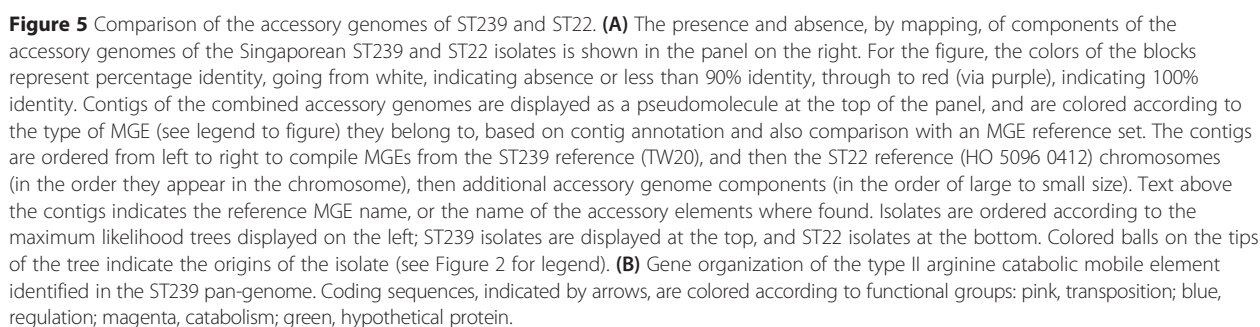 Figure 5 Comparison of the accessory genomes of ST239 and ST22. (A) The presence and absence, by mapping, of components of the
accessory genomes of the Singaporean ST239 and ST22 isolates is shown in the panel on the right. For the figure, the colors of the blocks
represent percentage identity, going from white, indicating absence or less than 90% identity, through to red (via purple), indicating 100%
identity. Contigs of the combined accessory genomes are displayed as a pseudomolecule at the top of the panel, and are colored according to
the type of MGE (see legend to figure) they belong to, based on contig annotation and also comparison with an MGE reference set. The contigs
are ordered from left to right to compile MGEs from the ST239 reference (TW20), and then the ST22 reference (HO 5096 0412) chromosomes
(in the order they appear in the chromosome), then additional accessory genome components (in the order of large to small size). Text above
the contigs indicates the reference MGE name, or the name of the accessory elements where found. Isolates are ordered according to the
maximum likelihood trees displayed on the left; ST239 isolates are displayed at the top, and ST22 isolates at the bottom. Colored balls on the tips
of the tree indicate the origins of the isolate (see Figure 2 for legend). (B) Gene organization of the type II arginine catabolic mobile element
identified in the ST239 pan-genome. Coding sequences, indicated by arrows, are colored according to functional groups: pink, transposition; blue,
regulation; magenta, catabolism; green, hypothetical protein.